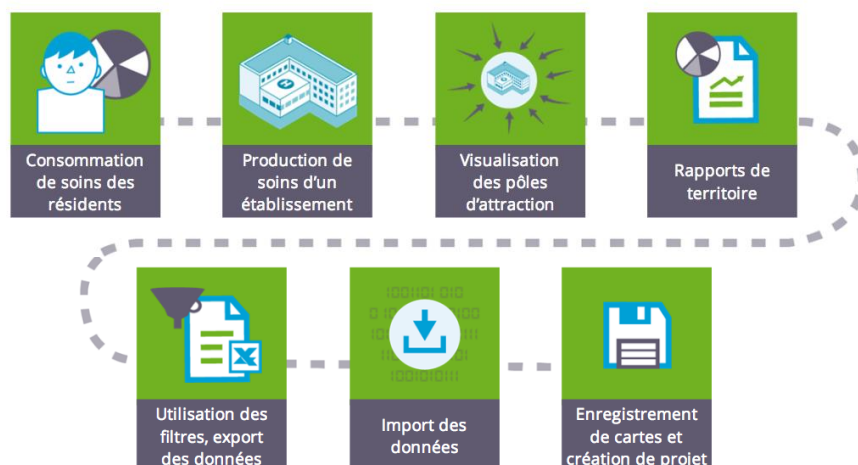 Consommation
de soins des
résidents
Production de
soins d'un
établissement
Visualisation
des pôles
d'attraction
Rapports de
territoire
Utilisation des
filtres, export
des données
Import des
données
Enregistrement
de cartes et
création de projet